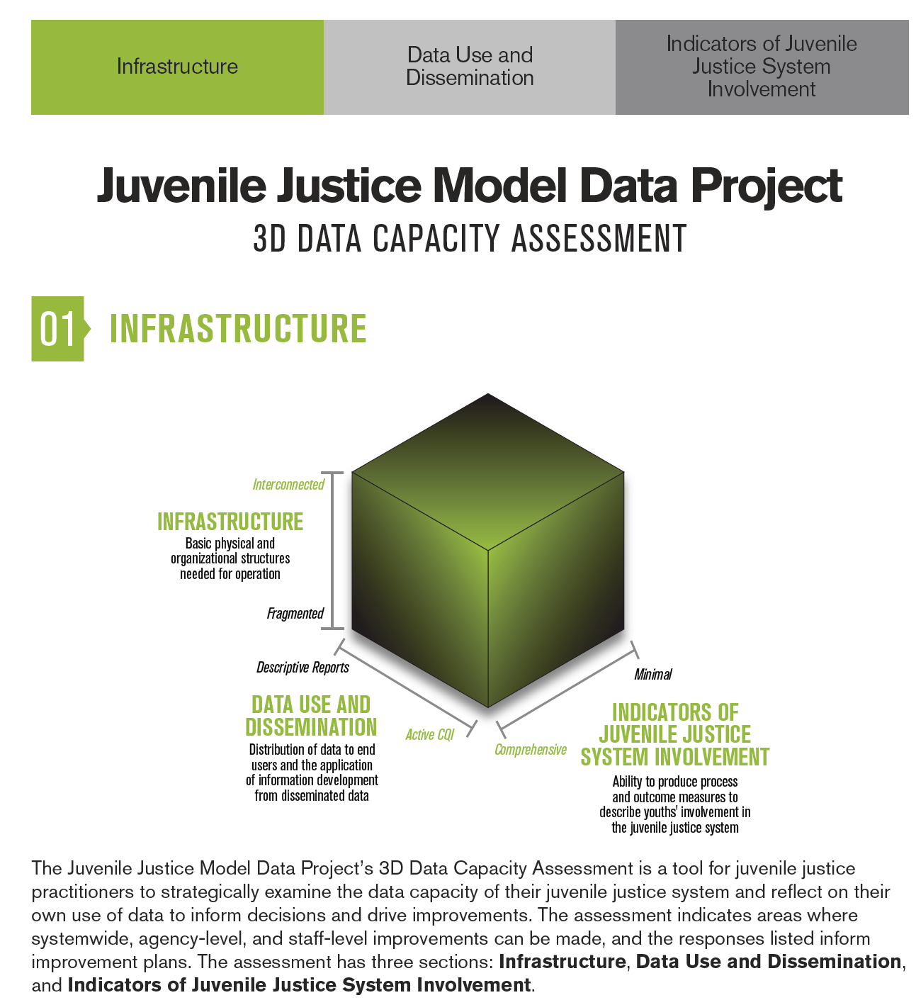 Infrastructure
Data Use and
Dissemination
Indicators of Juvenile
Justice System
Involvement
Juvenile Justice Model Data Project
3D DATA CAPACITY ASSESSMENT
01
INFRASTRUCTURE
Interconnected
INFRASTRUCTURE
Basic physical and
organizational structures
needed for operation
Fragmented
Descriptive Reports
DATA USE AND
DISSEMINATION
Distribution of data to end
users and the application
of information development
from disseminated data
Active CQI
Comprehensive
Minimal
INDICATORS OF
JUVENILE JUSTICE
SYSTEM INVOLVEMENT
Ability to produce process
and outcome measures to
describe youths' involvement in
the juvenile justice system
The Juvenile Justice Model Data Project’s 3D Data Capacity Assessment is a tool for juvenile justice
practitioners to strategically examine the data capacity of their juvenile justice system and reflect on their
own use of data to inform decisions and drive improvements. The assessment indicates areas where
systemwide, agency-level, and staff-level improvements can be made, and the responses listed inform
improvement plans. The assessment has three sections: Infrastructure, Data Use and Dissemination,
and Indicators of Juvenile Justice System Involvement.